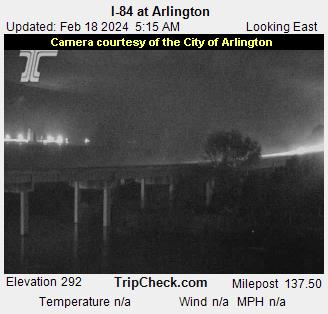 I-84 at Arlington
Updated: Feb 18 2024 5:15 AM Looking East
Camera courtesy of the City of Arlington
Elevation 292 TripCheck.com Milepost 137.50
Temperature n/a Wind n/a MPH n/a